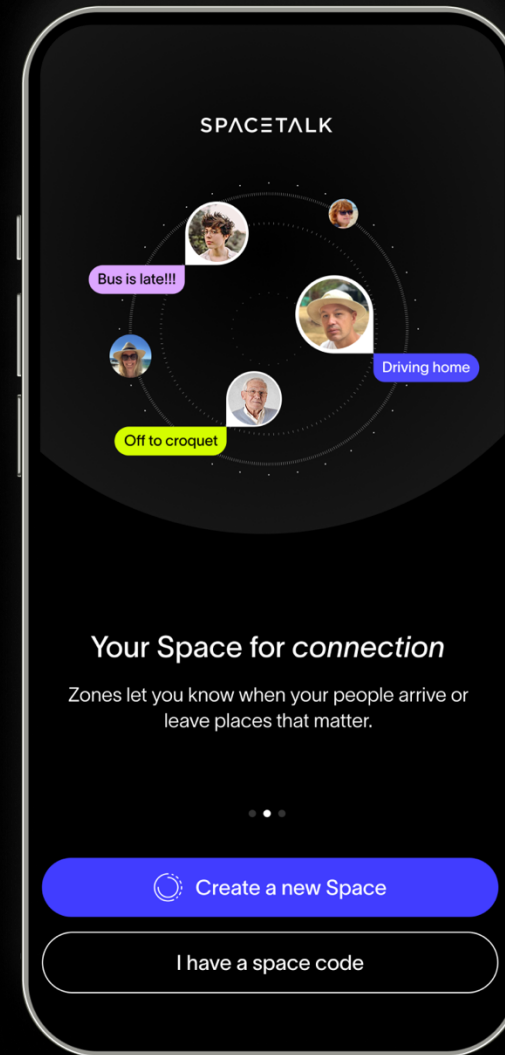 SPACETALK
Bus is late!!!
Driving home
Off to croquet
Your Space for connection
Zones let you know when your people arrive or
leave places that matter.
Create a new Space
I have a space code